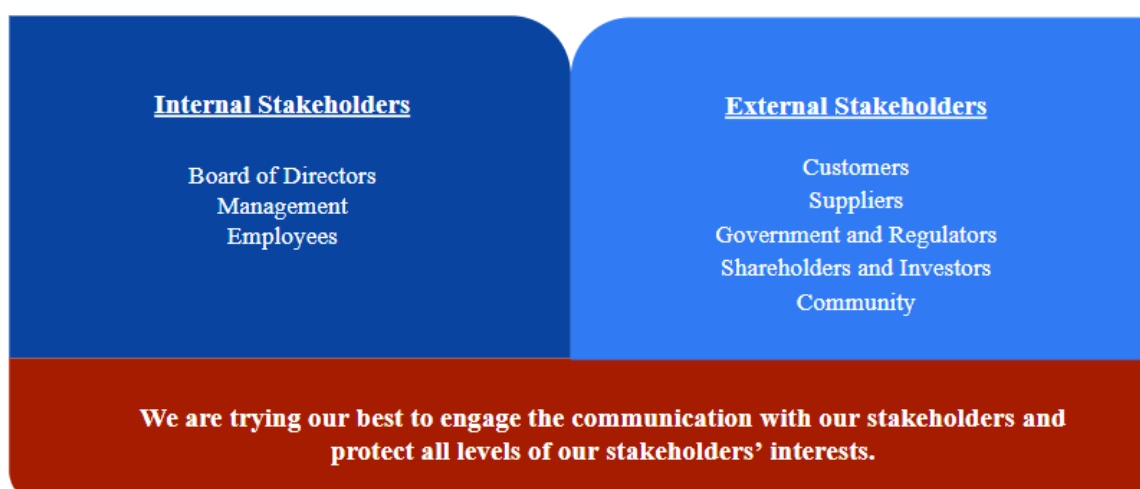 Internal Stakeholders
Board of Directors
Management
Employees
External Stakeholders
Customers
Suppliers
Government and Regulators
Shareholders and Investors
Community
We are trying our best to engage the communication with our stakeholders and
protect all levels of our stakeholders’ interests.